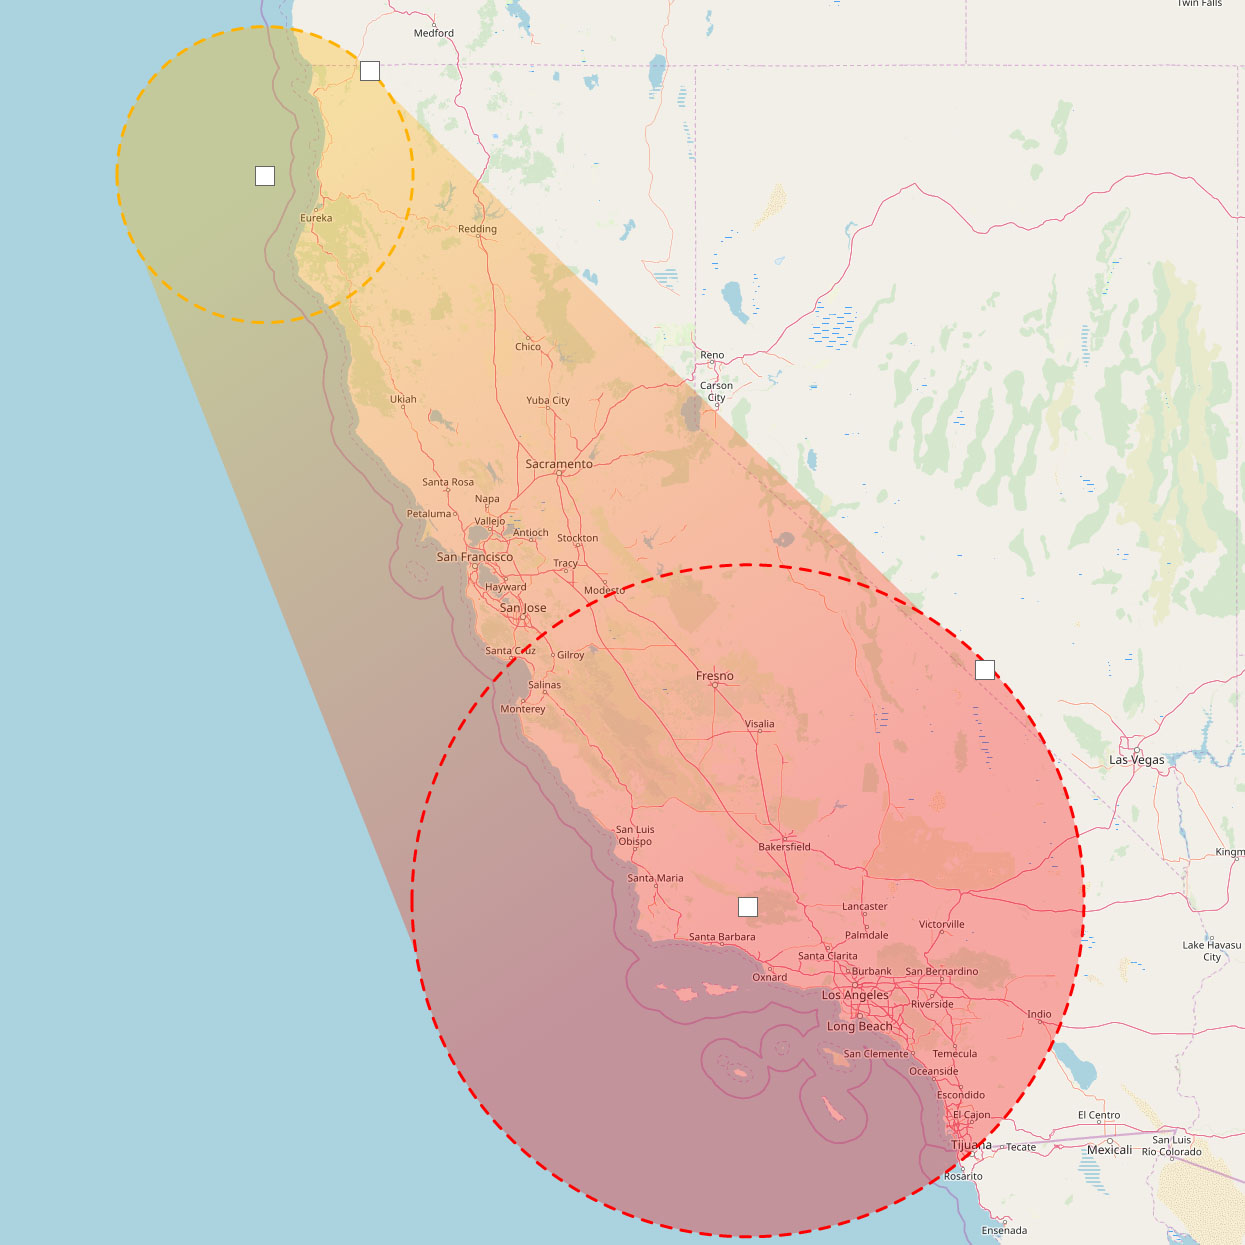 Twin Falls
Medford
Eureka
Redding
Chico
Reno
Carson
City
Ukiah
Yuba City
Sacramento
Santa Rosa
Napa
Petaluma
Vallejo
Antioch
Stockton
San Francisco
Tracy
Hayward
Modesto
San Jose
Santa Cruz
Gilroy
Fresno
Salinas
Monterey
Visalia
Las Vegas
San Luis
Obispo
Bakersfield
Kingm
Santa Maria
Lancaster
Victorville
Santa Barbara
Palmdale
Lake Havasu
City
Santa Clarita
Oxnard
Burbank
San Bernardino
Los Angeles
Riverside
Indio
Long Beach
San Clemente
Temecula
Oceanside
Escondido
El Cajon
El Centro
Tijuana
Tecate
Mexicali
San Luis
Rio Colorado
Rosarito
Ensenada